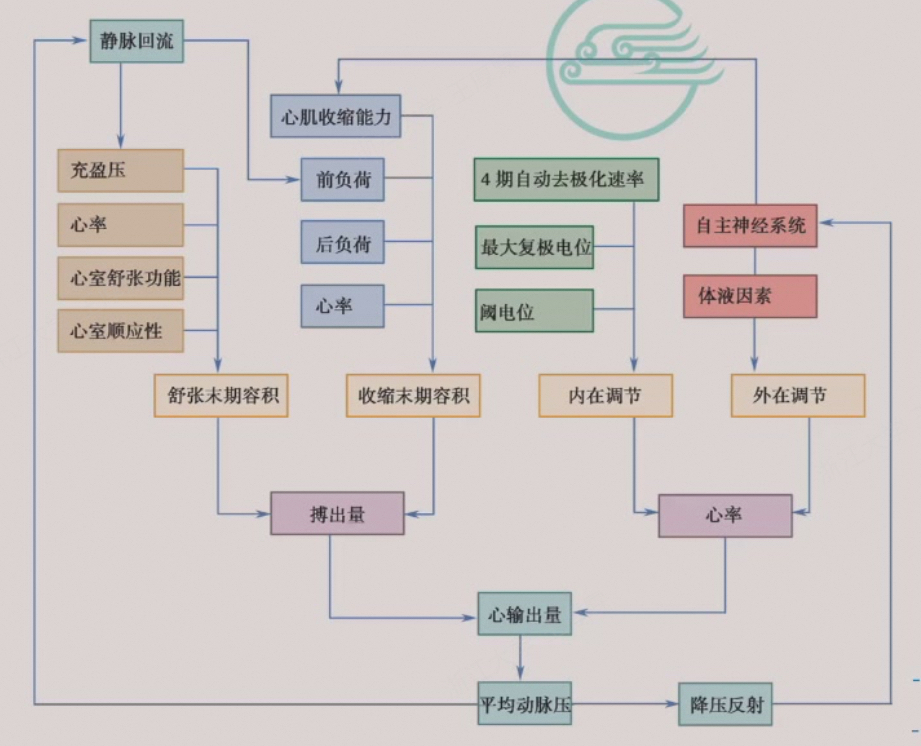 静脉回流
心肌收缩能力
充盈压
前负荷
4期自动去极化速率
心率
自主神经系统
后负荷
最大复极电位
心室舒张功能
体液因素
心率
阈电位
心室顺应性
舒张末期容积
收缩末期容积
内在调节
外在调节
搏出量
心率
心输出量
平均动脉压
降压反射